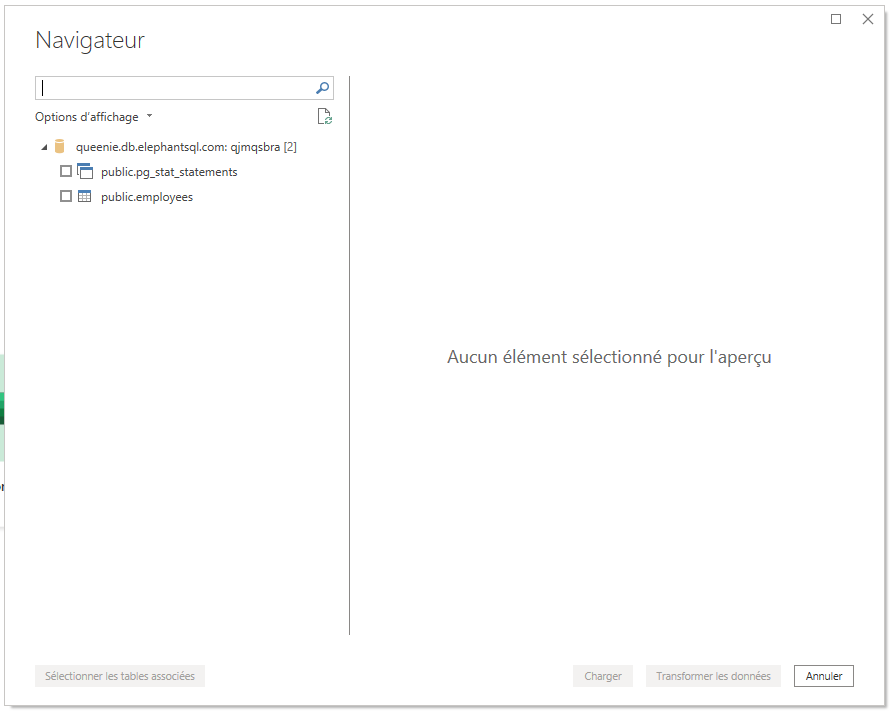 Navigateur
Options d'affichage
queenie.db.elephantsql.com: qjmqsbra [2]
public.pg_stat_statements
public.employees
Aucun élément sélectionné pour l'aperçu
Sélectionner les tables associées
Charger
Transformer les données
Annuler